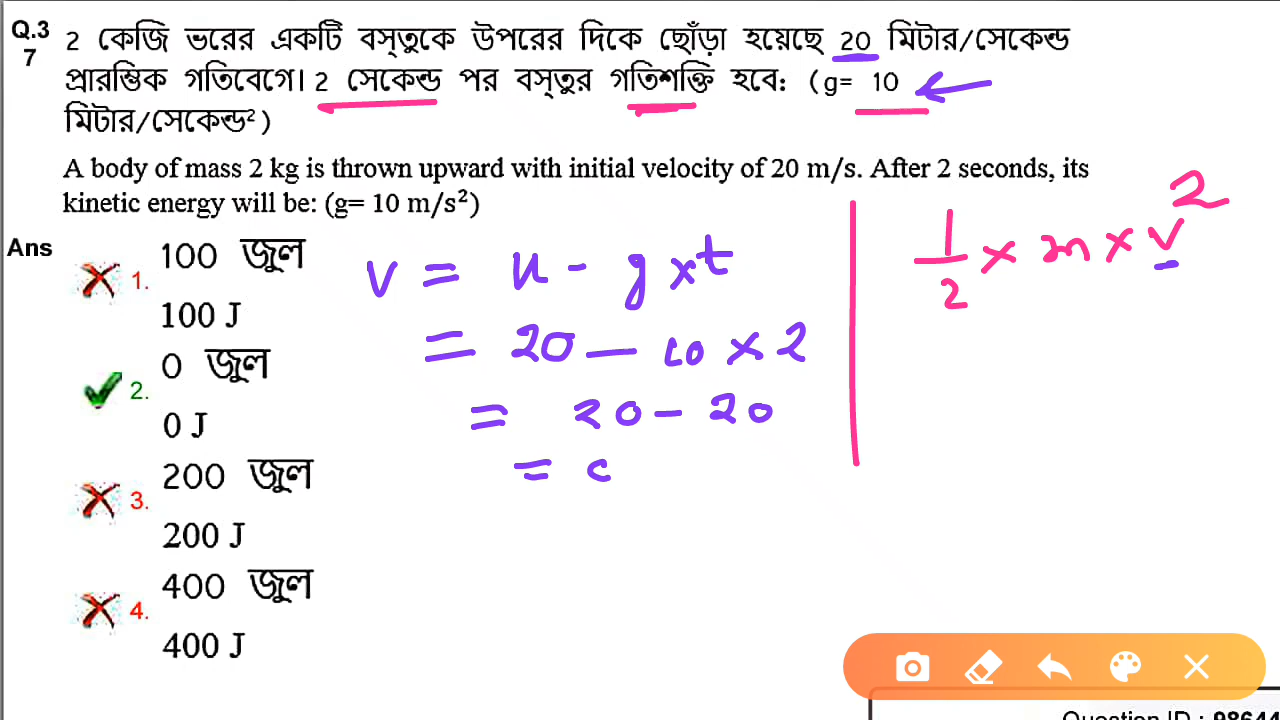 Q.3
7
2 কেজি ভরের একটি বস্তুকে উপরের দিকে ছোঁড়া হয়েছে 20 মিটার/সেকেন্ড
প্রারম্ভিক গতিবেগে। 2 সেকেন্ড পর বস্তুর গতিশক্তি হবে: (g= 10
মিটার/সেকেন্ড²)
A body of mass 2 kg is thrown upward with initial velocity of 20 m/s. After 2 seconds, its
kinetic energy will be: (g= 10 m/s²)
Ans
1. 100 জুল
100 J
2. 0 জুল
0 J
3. 200 জুল
200 J
4. 400 জুল
400 J
v = u - g x t
= 20 - 10 x 2
= 20 - 20
=
1/2 x m x v²